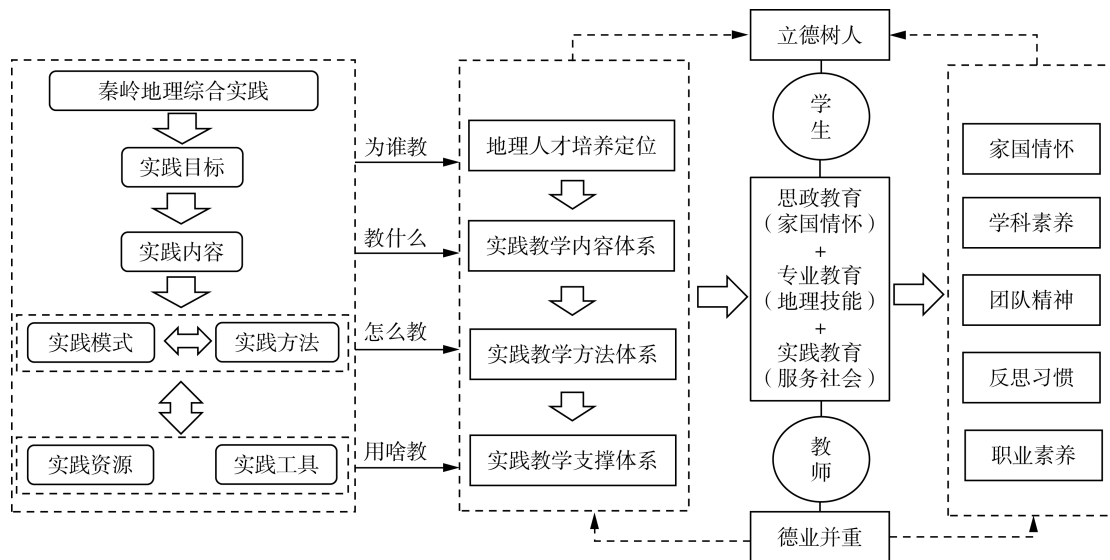 秦岭地理综合实践
实践目标
实践内容
实践模式
实践方法
实践资源
实践工具
为谁教
教什么
怎么教
用啥教
地理人才培养定位
实践教学内容体系
实践教学方法体系
实践教学支撑体系
立德树人
学
生
思政教育
（家国情怀）
+
专业教育
（地理技能）
+
实践教育
（服务社会）
教
师
德业并重
家国情怀
学科素养
团队精神
反思习惯
职业素养